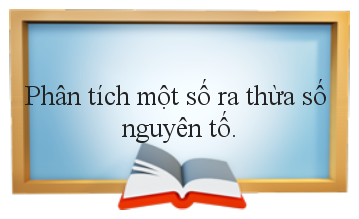 Phân tích một số ra thừa số
nguyên tố.